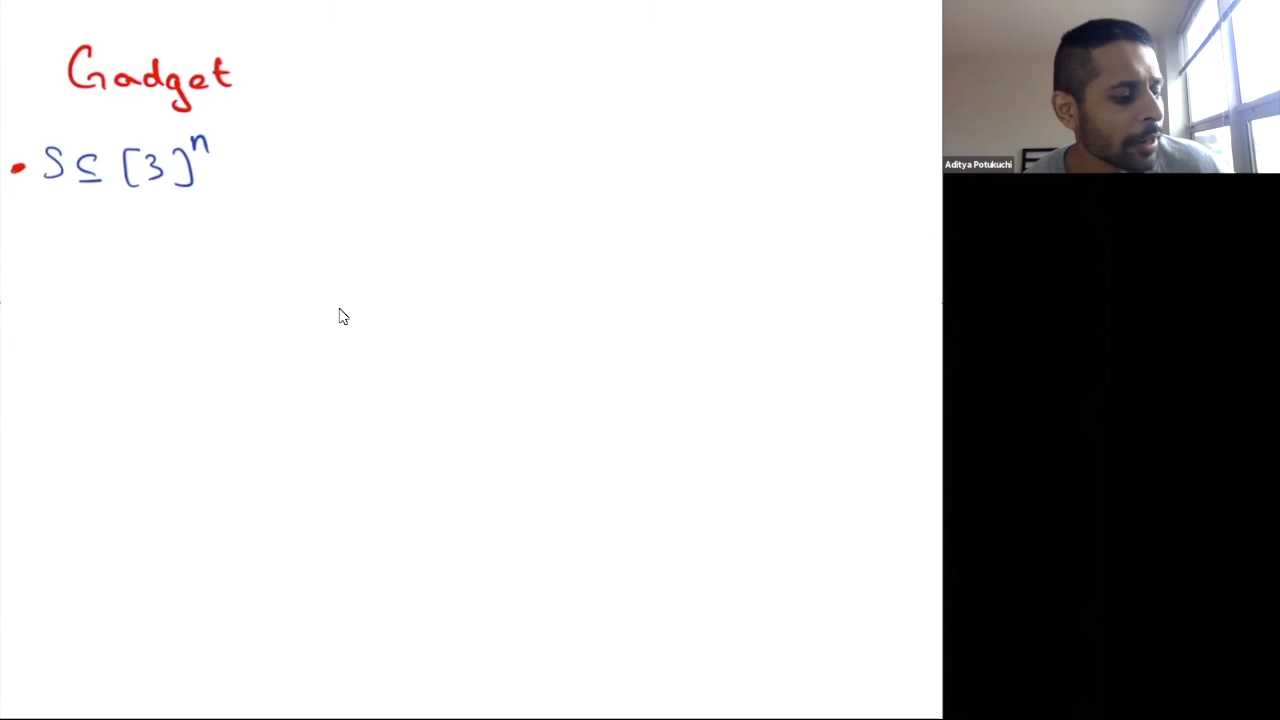 Gadget
• S ⊆ [3]^n
Aditya Potukuchi